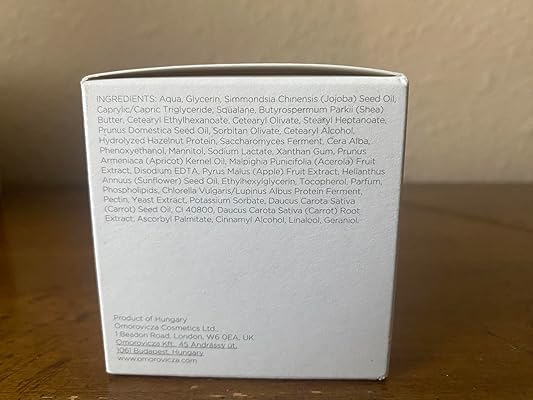 INGREDIENTS: Aqua, Glycerin, Simmondsia Chinensis (Jojoba) Seed Oil,
Caprylic/Capric Triglyceride, Squalane, Butyrospermum Parkii (Shea)
Butter, Cetearyl Ethylhexanoate, Cetearyl Olivate, Stearyl Heptanoate,
Prunus Domestica Seed Oil, Sorbitan Olivate, Cetearyl Alcohol,
Hydrolyzed Hazelnut Protein, Saccharomyces Ferment, Cera Alba,
Phenoxyethanol, Mannitol, Sodium Lactate, Xanthan Gum, Prunus
Armeniaca (Apricot) Kernel Oil, Malpighia Punicifolia (Acerola) Fruit
Extract, Disodium EDTA, Pyrus Malus (Apple) Fruit Extract, Helianthus
Annuus (Sunflower) Seed Oil, Ethylhexylglycerin, Tocopherol, Parfum,
Phospholipids, Chlorella Vulgaris/Lupinus Albus Protein Ferment,
Pectin, Yeast Extract, Potassium Sorbate, Daucus Carota Sativa
(Carrot) Seed Oil, CI 40800, Daucus Carota Sativa (Carrot) Root
Extract, Ascorbyl Palmitate, Cinnamyl Alcohol, Linalool, Geraniol.
Product of Hungary
Omorovicza Cosmetics Ltd.,
1 Beadon Road, London, W6 0EA, UK
Omorovicza Kft., 45 Andrássy út.
1061 Budapest, Hungary
www.omorovicza.com